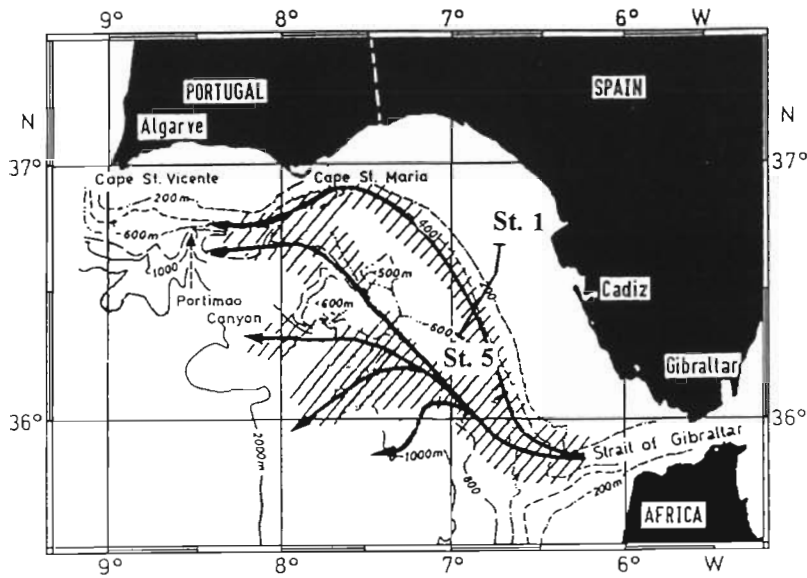 9° 8° 7° 6° W
N N
PORTUGAL SPAIN
Algarve
37° 37°
Cape St. Vicente Cape St. Maria
200m
400
St. 1
600m
1000
500m
Cadiz
Portimao
Canyon
600m
600
St. 5
Gibraltar
36° 36°
Strait of Gibraltar
2000m
1000m
800
200m
AFRICA
9° 8° 7° 6° W